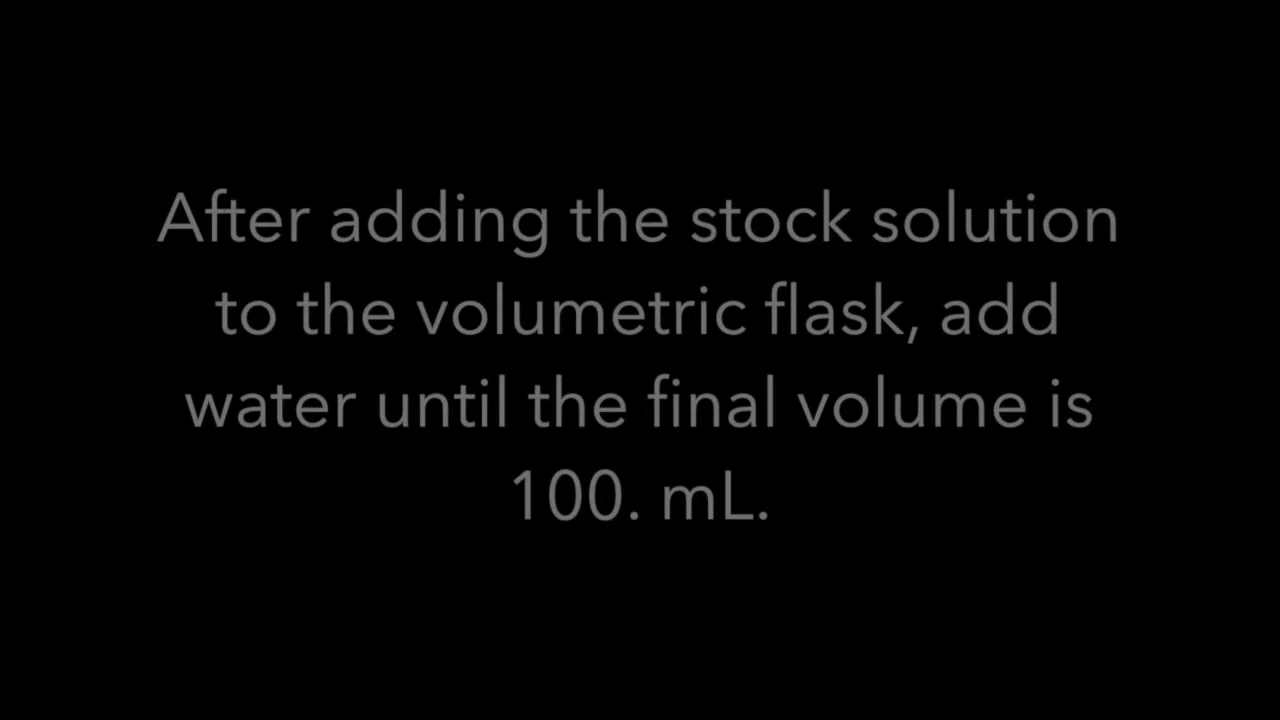 After adding the stock solution
to the volumetric flask, add
water until the final volume is
100. mL.